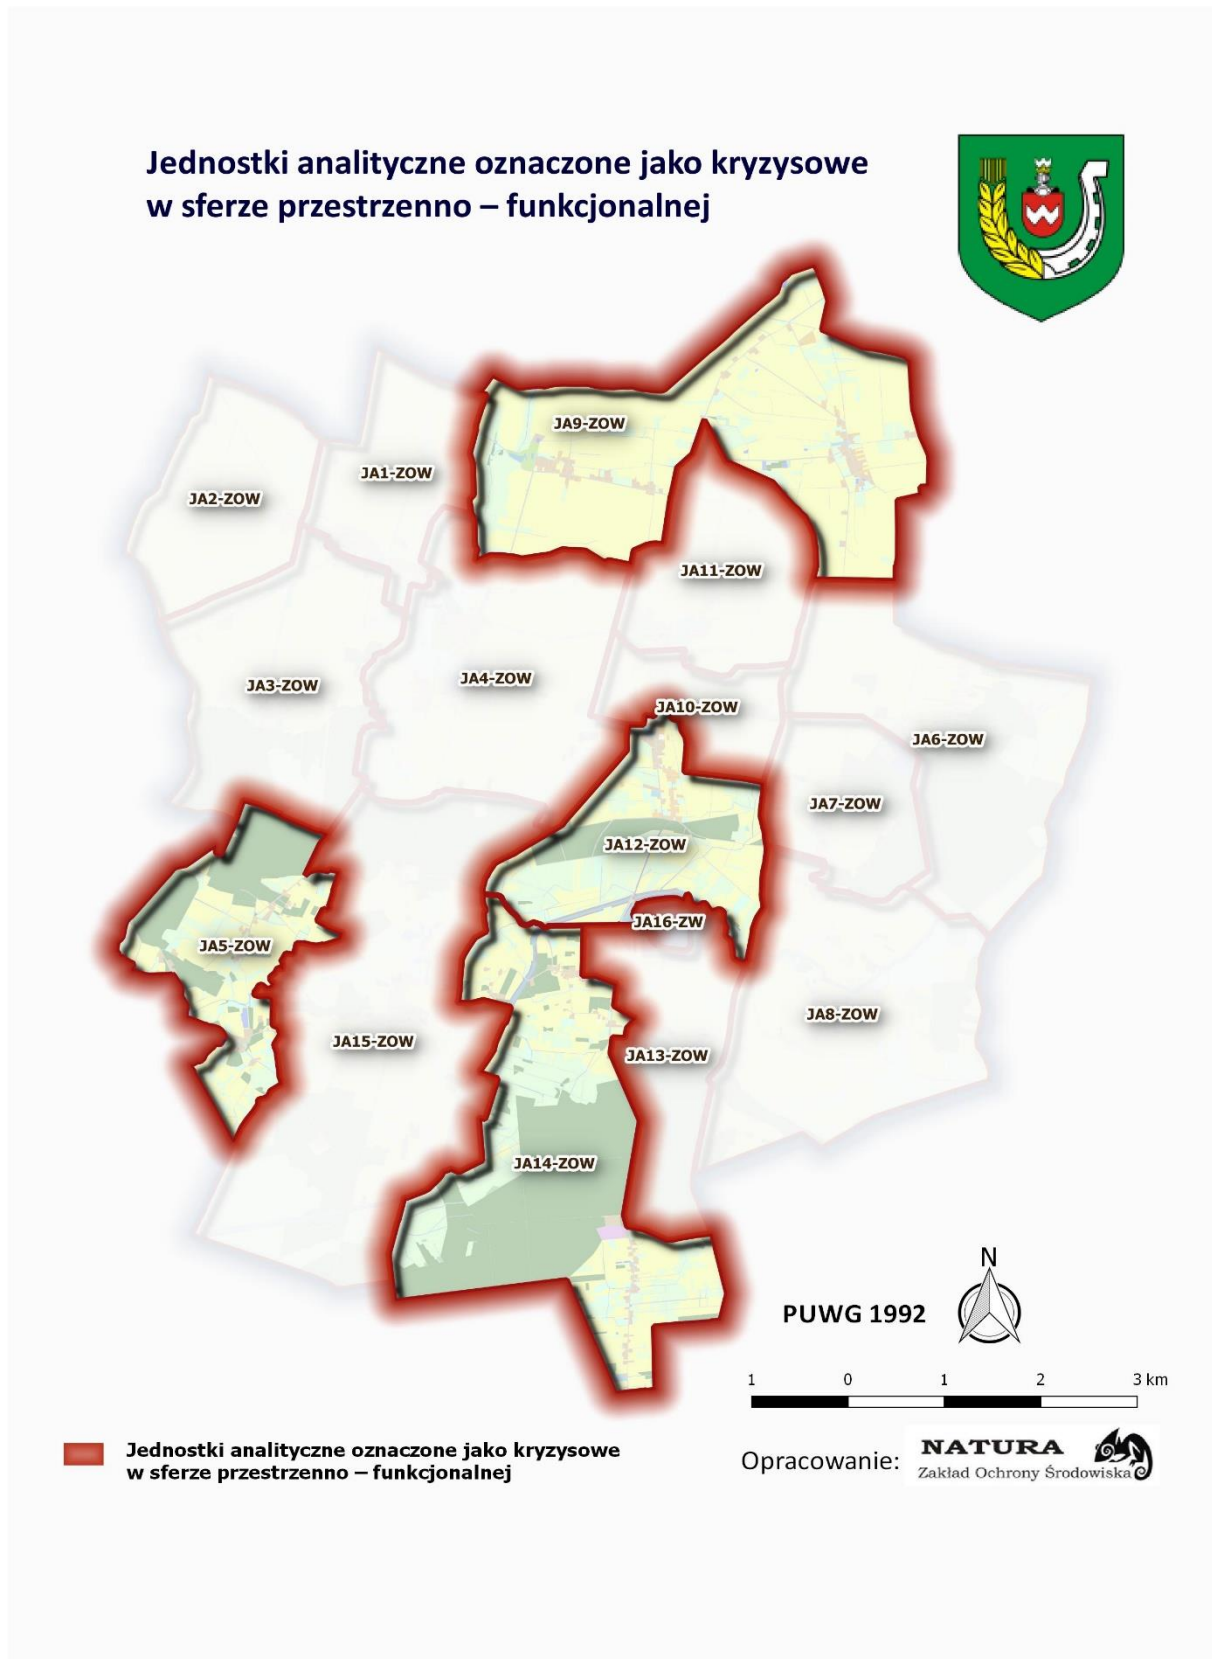 Jednostki analityczne oznaczone jako kryzysowe
w sferze przestrzenno – funkcjonalnej
JA9-ZOW
JA1-ZOW
JA2-ZOW
JA11-ZOW
JA4-ZOW
JA3-ZOW
JA10-ZOW
JA6-ZOW
JA7-ZOW
JA12-ZOW
JA16-ZW
JA5-ZOW
JA8-ZOW
JA15-ZOW
JA13-ZOW
JA14-ZOW
N
PUWG 1992
1 0 1 2 3 km
Jednostki analityczne oznaczone jako kryzysowe
w sferze przestrzenno – funkcjonalnej
Opracowanie:
NATURA
Zakład Ochrony Środowiska